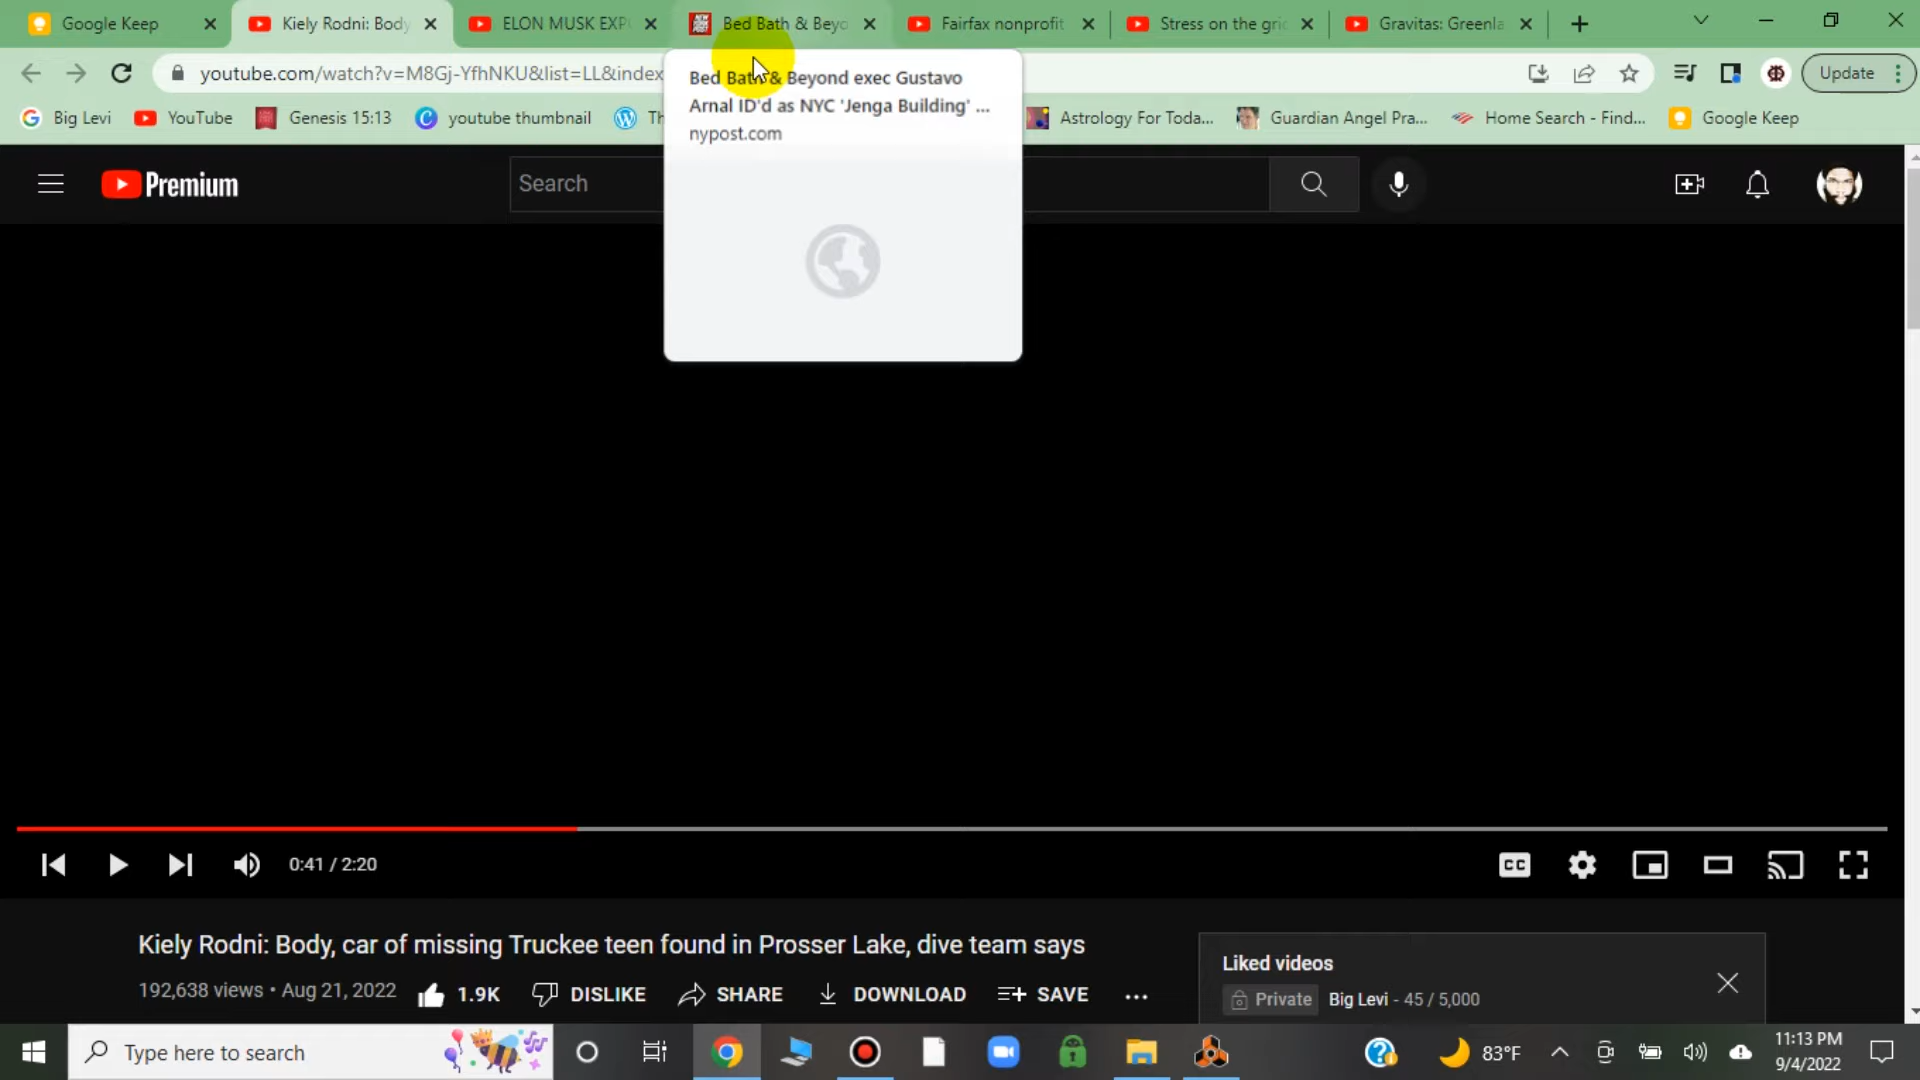 Google Keep
Kiely Rodni: Body
ELON MUSK EXP
Bed Bath & Beyo
Fairfax nonprofit
Stress on the gri
Gravitas: Greenla
youtube.com/watch?v=M8Gj-YfhNKU&list=LL&index
Update
Big Levi
YouTube
Genesis 15:13
youtube thumbnail
Th
Astrology For Toda...
Guardian Angel Pra...
Home Search - Find...
Google Keep
Bed Bath & Beyond exec Gustavo
Arnal ID'd as NYC 'Jenga Building' ...
nypost.com
Premium
Search
0:41 / 2:20
CC
Kiely Rodni: Body, car of missing Truckee teen found in Prosser Lake, dive team says
192,638 views • Aug 21, 2022
1.9K
DISLIKE
SHARE
DOWNLOAD
SAVE
Liked videos
Private
Big Levi - 45 / 5,000
Type here to search
83°F
11:13 PM
9/4/2022